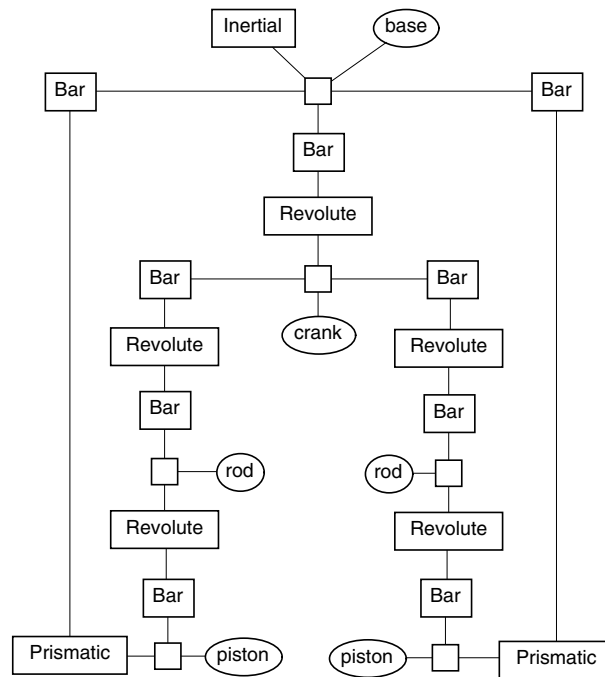 Inertial
base
Bar
Bar
Bar
Revolute
Bar
Bar
crank
Revolute
Revolute
Bar
Bar
rod
rod
Revolute
Revolute
Bar
Bar
Prismatic
piston
piston
Prismatic